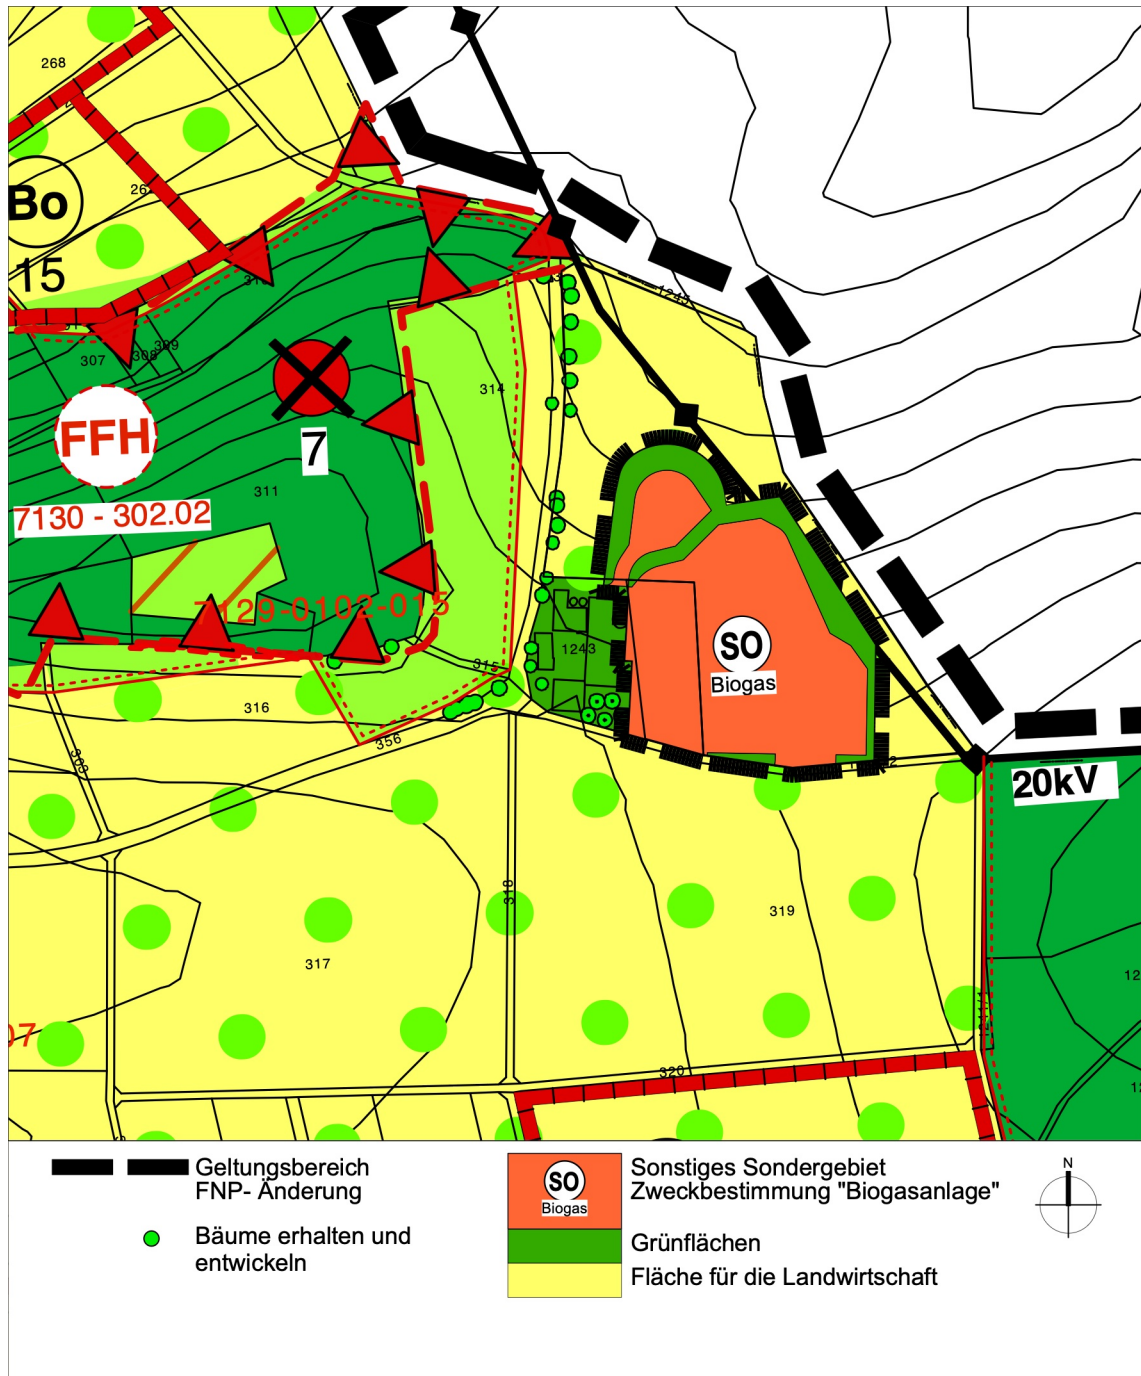 268
Bo
15
307
308
309
1245
314
FFH
7
311
7130 - 302.02
7129-0102-015
1243
SO
Biogas
315
316
356
303
20kV
318
319
317
320
Geltungsbereich
FNP- Änderung
Bäume erhalten und
entwickeln
SO
Biogas
Sonstiges Sondergebiet
Zweckbestimmung "Biogasanlage"
Grünflächen
Fläche für die Landwirtschaft
N